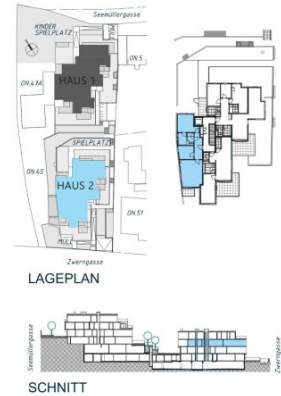 Seemüllergasse
KINDER
SPIELPLATZ
MÜLL
HAUS 1
ON.5
ON.47A
SPIELPLATZ
ON.45
HAUS 2
ON.51
MÜLL
Zwerngasse
LAGEPLAN
Seemüllergasse
Zwerngasse
SCHNITT